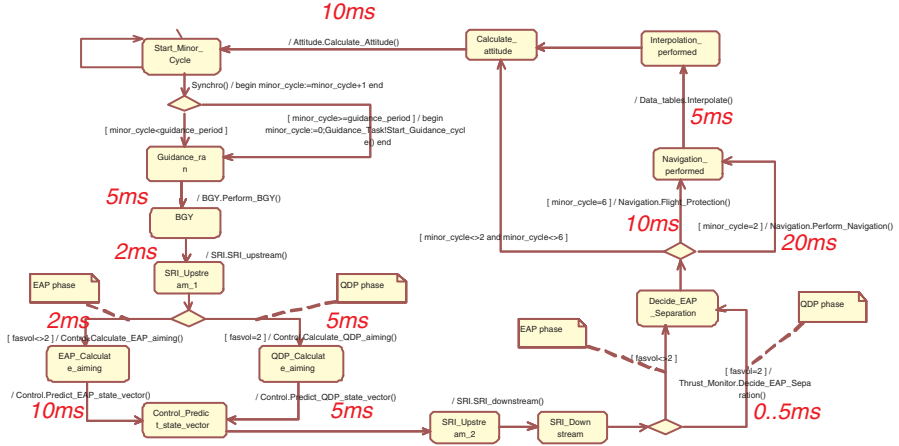 10ms
Start_Minor_
Cycle
/ Attitude.Calculate_Attitude()
Calculate_
attitude
Interpolation_
performed
Synchro() / begin minor_cycle:=minor_cycle+1 end
[ minor_cycle>=guidance_period ] / begin
minor_cycle:=0;Guidance_Task!Start_Guidance_cycl
e() end
[ minor_cycle<guidance_period ]
/ Data_tables.Interpolate()
5ms
Guidance_ra
n
Navigation_
performed
5ms
/ BGY.Perform_BGY()
[ minor_cycle=6] / Navigation.Flight_Protection()
10ms
BGY
[ minor_cycle=2 ] / Navigation.Perform_Navigation()
20ms
[ minor_cycle<>2 and minor_cycle<>6 ]
2ms
/ SRI.SRI_upstream()
SRI_Upstre
am_1
EAP phase
QDP phase
Decide_EAP
_Separation
QDP phase
2ms
5ms
EAP phase
[ fasvol<>2] / Control.Calculate_EAP_aiming()
[ fasvol=2 ] / Control.Calculate_QDP_aiming()
EAP_Calculat
e_aiming
QDP_Calculat
e_aiming
[ fasvol<>2 ]
[ fasvol=2] /
Thrust_Monitor.Decide_EAP_Sepa
ration()
0..5ms
/ Control.Predict_EAP_state_vector()
10ms
/ Control.Predict_QDP_state_vector()
5ms
/ SRI.SRI_downstream()
Control_Predic
t_state_vector
SRI_Upstre
am_2
SRI_Down
stream